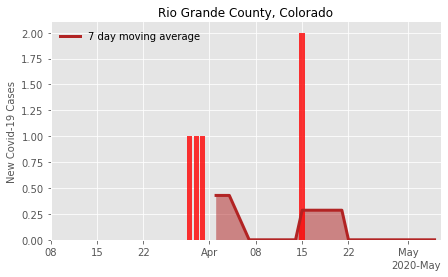 Rio Grande County, Colorado
7 day moving average
New Covid-19 Cases
2.00
1.75
1.50
1.25
1.00
0.75
0.50
0.25
0.00
08 15 22 Apr 08 15 22 May
2020-May